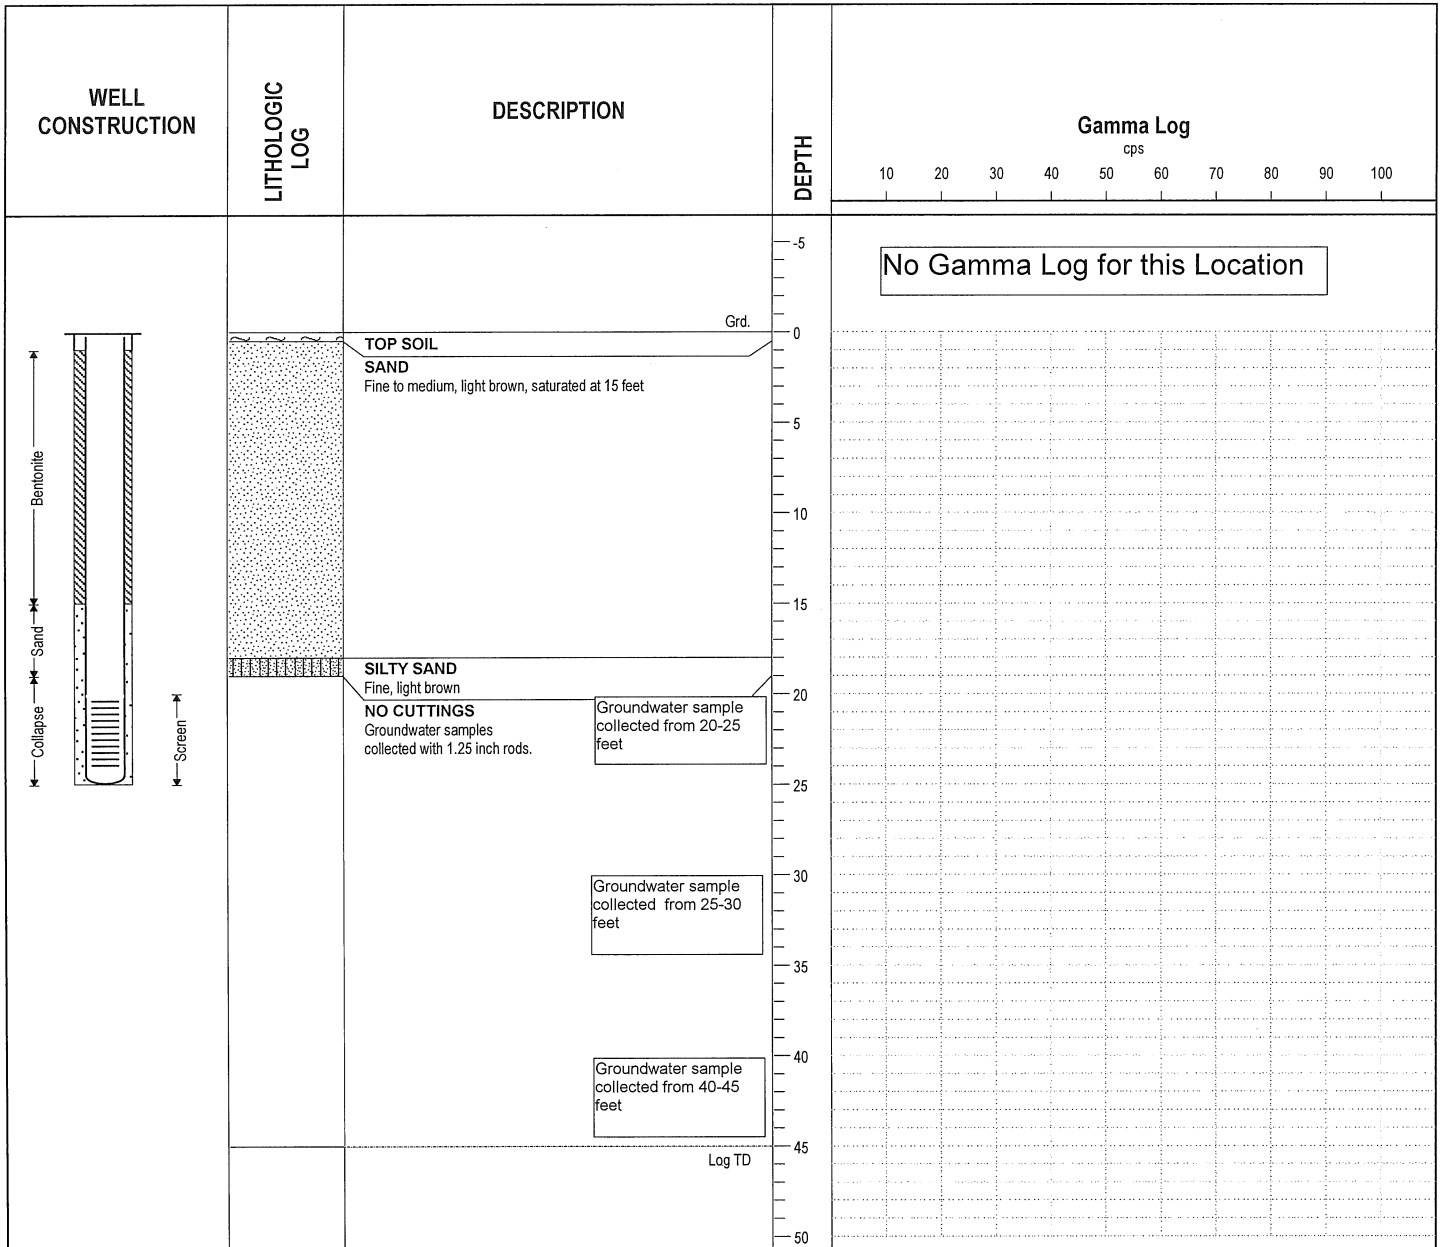 WELL
CONSTRUCTION
LITHOLOGIC
LOG
DESCRIPTION
DEPTH
Gamma Log
cps
10 20 30 40 50 60 70 80 90 100
-5
No Gamma Log for this Location
Grd.
0
TOP SOIL
SAND
Fine to medium, light brown, saturated at 15 feet
5
Bentonite
10
15
Sand
SILTY SAND
Fine, light brown
20
NO CUTTINGS
Groundwater samples
collected with 1.25 inch rods.
Groundwater sample
collected from 20-25
feet
Collapse
Screen
25
30
Groundwater sample
collected from 25-30
feet
35
40
Groundwater sample
collected from 40-45
feet
45
Log TD
50